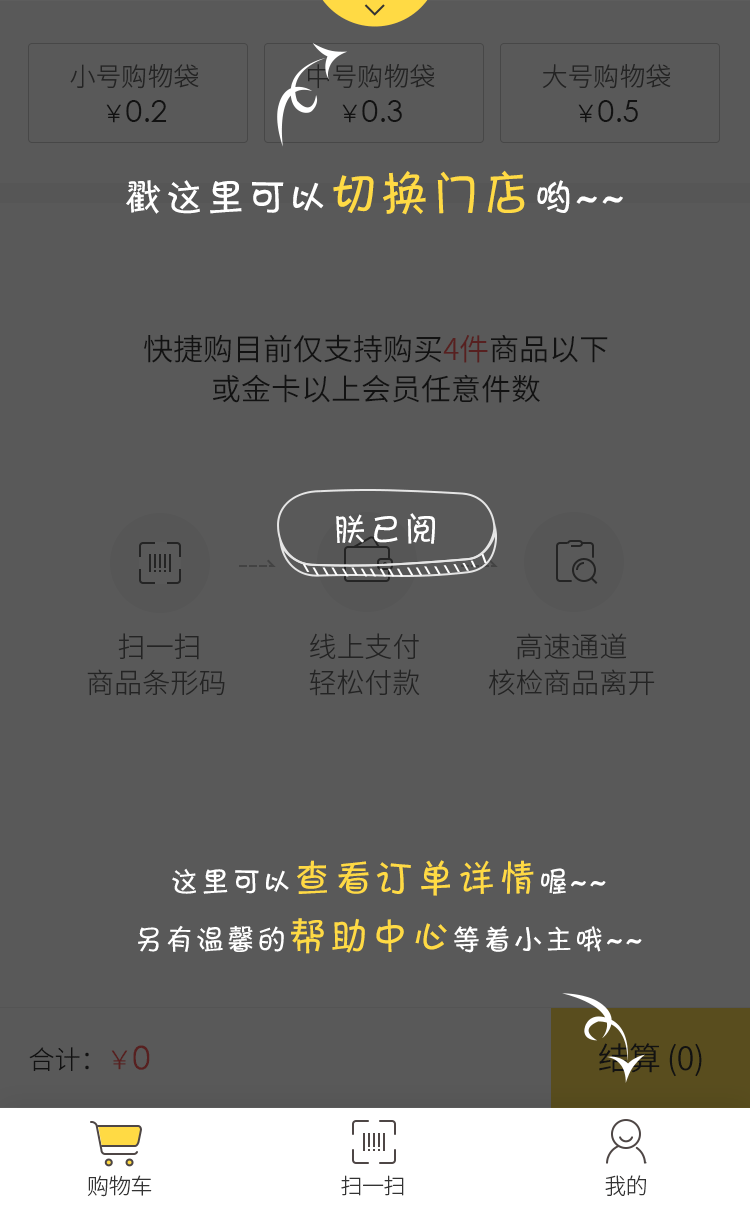 小号购物袋 中号购物袋 大号购物袋
￥0.2 ￥0.3 ￥0.5
戳这里可以切换门店哟~~
快捷购目前仅支持购买4件商品以下
或金卡以上会员任意件数
朕已阅
扫一扫 线上支付 高速通道
商品条形码 轻松付款 核检商品离开
这里可以查看订单详情喔~~
另有温馨的帮助中心等着小主哦~~
合计：￥0 结算 (0)
购物车 扫一扫 我的